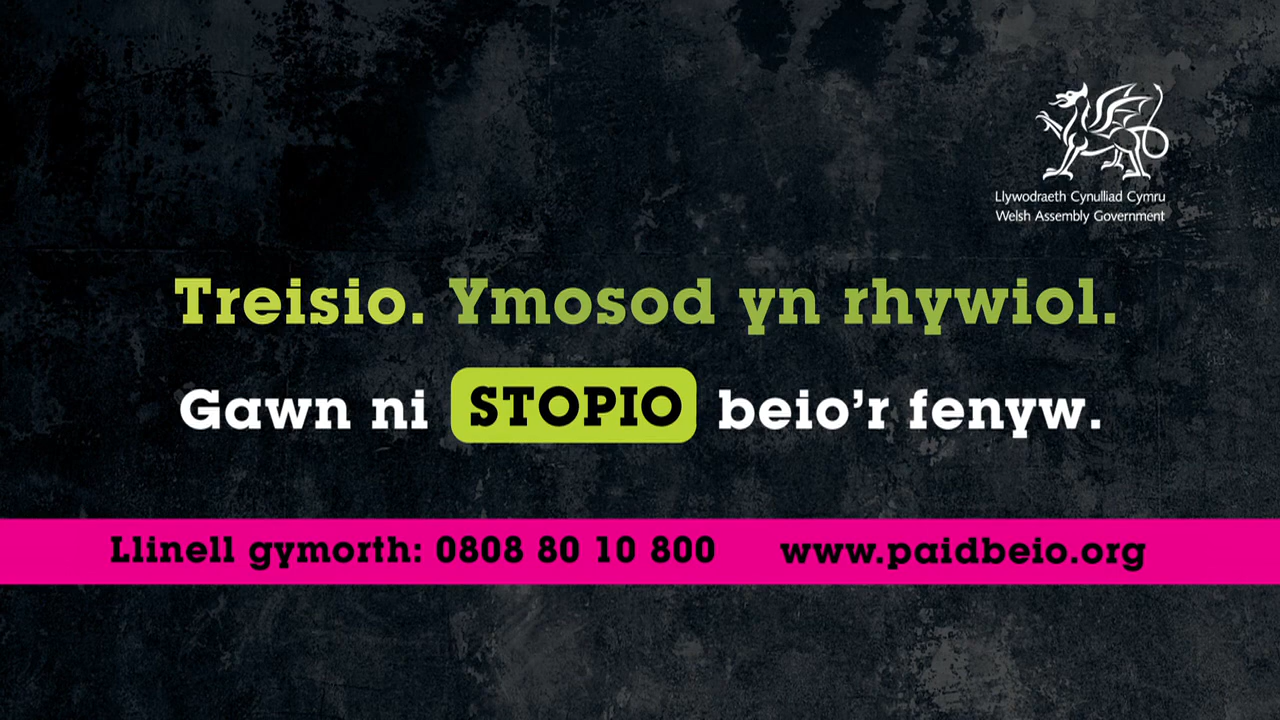 Llywodraeth Cynulliad Cymru
Welsh Assembly Government
Treisio. Ymosod yn rhywiol.
Gawn ni STOPIO beio’r fenyw.
Llinell gymorth: 0808 80 10 800 www.paidbeio.org